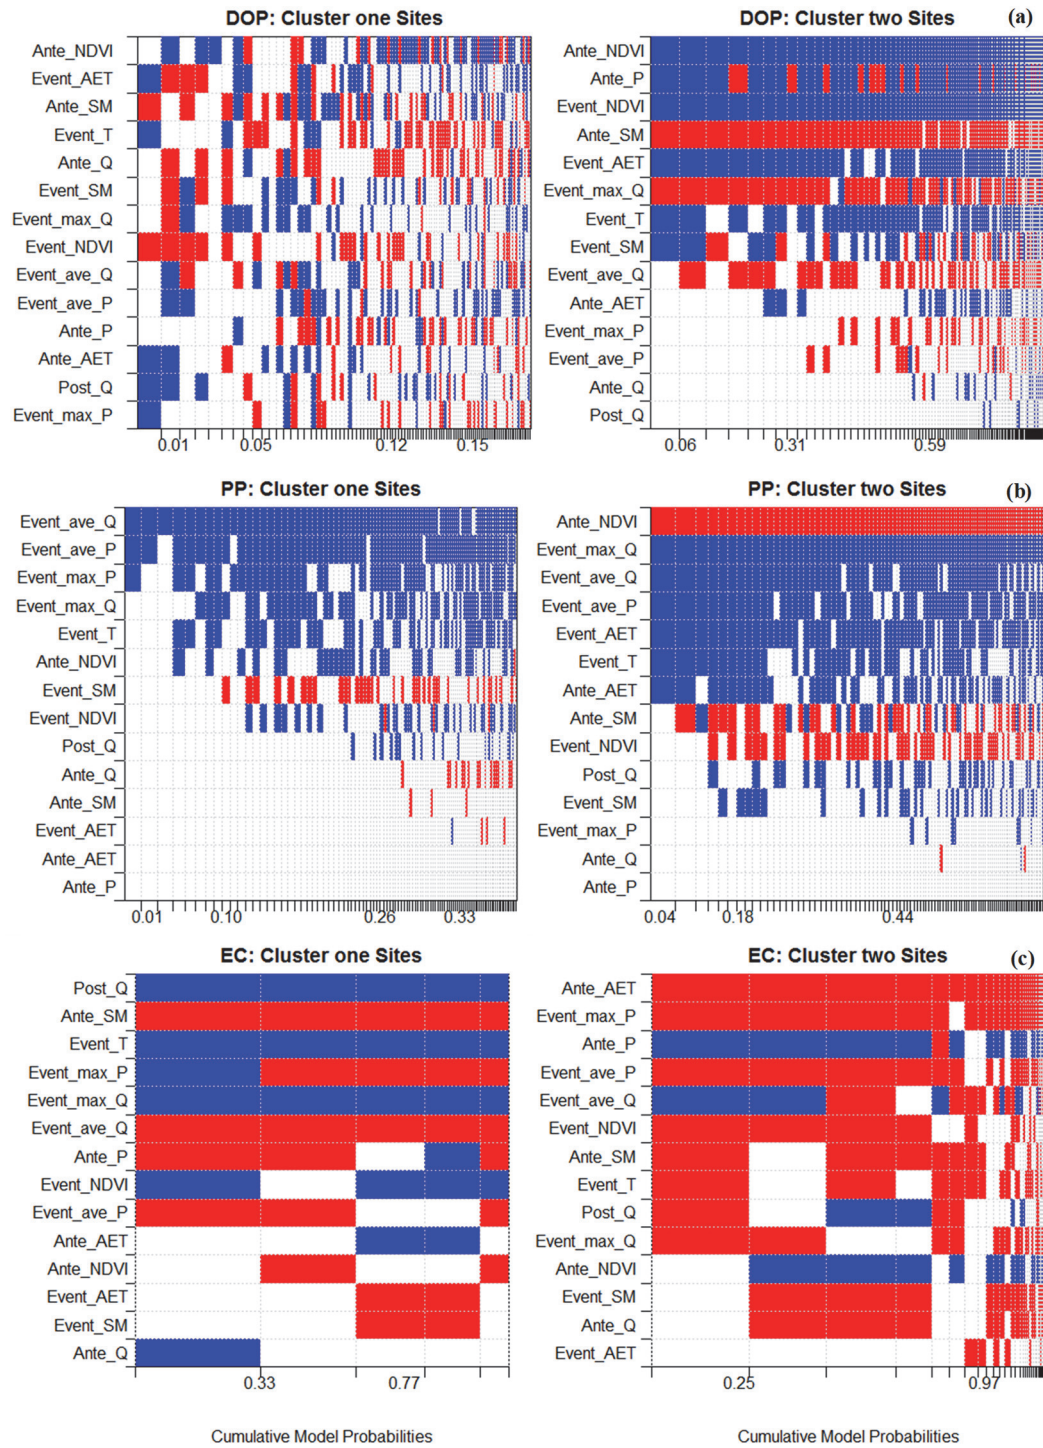 DOP: Cluster one Sites
Ante_NDVI
Event_AET
Ante_SM
Event_T
Ante_Q
Event_SM
Event_max_Q
Event_NDVI
Event_ave_Q
Event_ave_P
Ante_P
Ante_AET
Post_Q
Event_max_P
0.01 0.05 0.12 0.15
DOP: Cluster two Sites (a)
Ante_NDVI
Ante_P
Event_NDVI
Ante_SM
Event_AET
Event_max_Q
Event_T
Event_SM
Event_ave_Q
Ante_AET
Event_max_P
Event_ave_P
Ante_Q
Post_Q
0.06 0.31 0.59
PP: Cluster one Sites
Event_ave_Q
Event_ave_P
Event_max_P
Event_max_Q
Event_T
Ante_NDVI
Event_SM
Event_NDVI
Post_Q
Ante_Q
Ante_SM
Event_AET
Ante_AET
Ante_P
0.01 0.10 0.26 0.33
PP: Cluster two Sites (b)
Ante_NDVI
Event_max_Q
Event_ave_Q
Event_ave_P
Event_AET
Event_T
Ante_AET
Ante_SM
Event_NDVI
Post_Q
Event_SM
Event_max_P
Ante_Q
Ante_P
0.04 0.18 0.44
EC: Cluster one Sites
Post_Q
Ante_SM
Event_T
Event_max_P
Event_max_Q
Event_ave_Q
Ante_P
Event_NDVI
Event_ave_P
Ante_AET
Ante_NDVI
Event_AET
Event_SM
Ante_Q
0.33 0.77
Cumulative Model Probabilities
EC: Cluster two Sites (c)
Ante_AET
Event_max_P
Ante_P
Event_ave_P
Event_ave_Q
Event_NDVI
Ante_SM
Event_T
Post_Q
Event_max_Q
Ante_NDVI
Event_SM
Ante_Q
Event_AET
0.25 0.97
Cumulative Model Probabilities